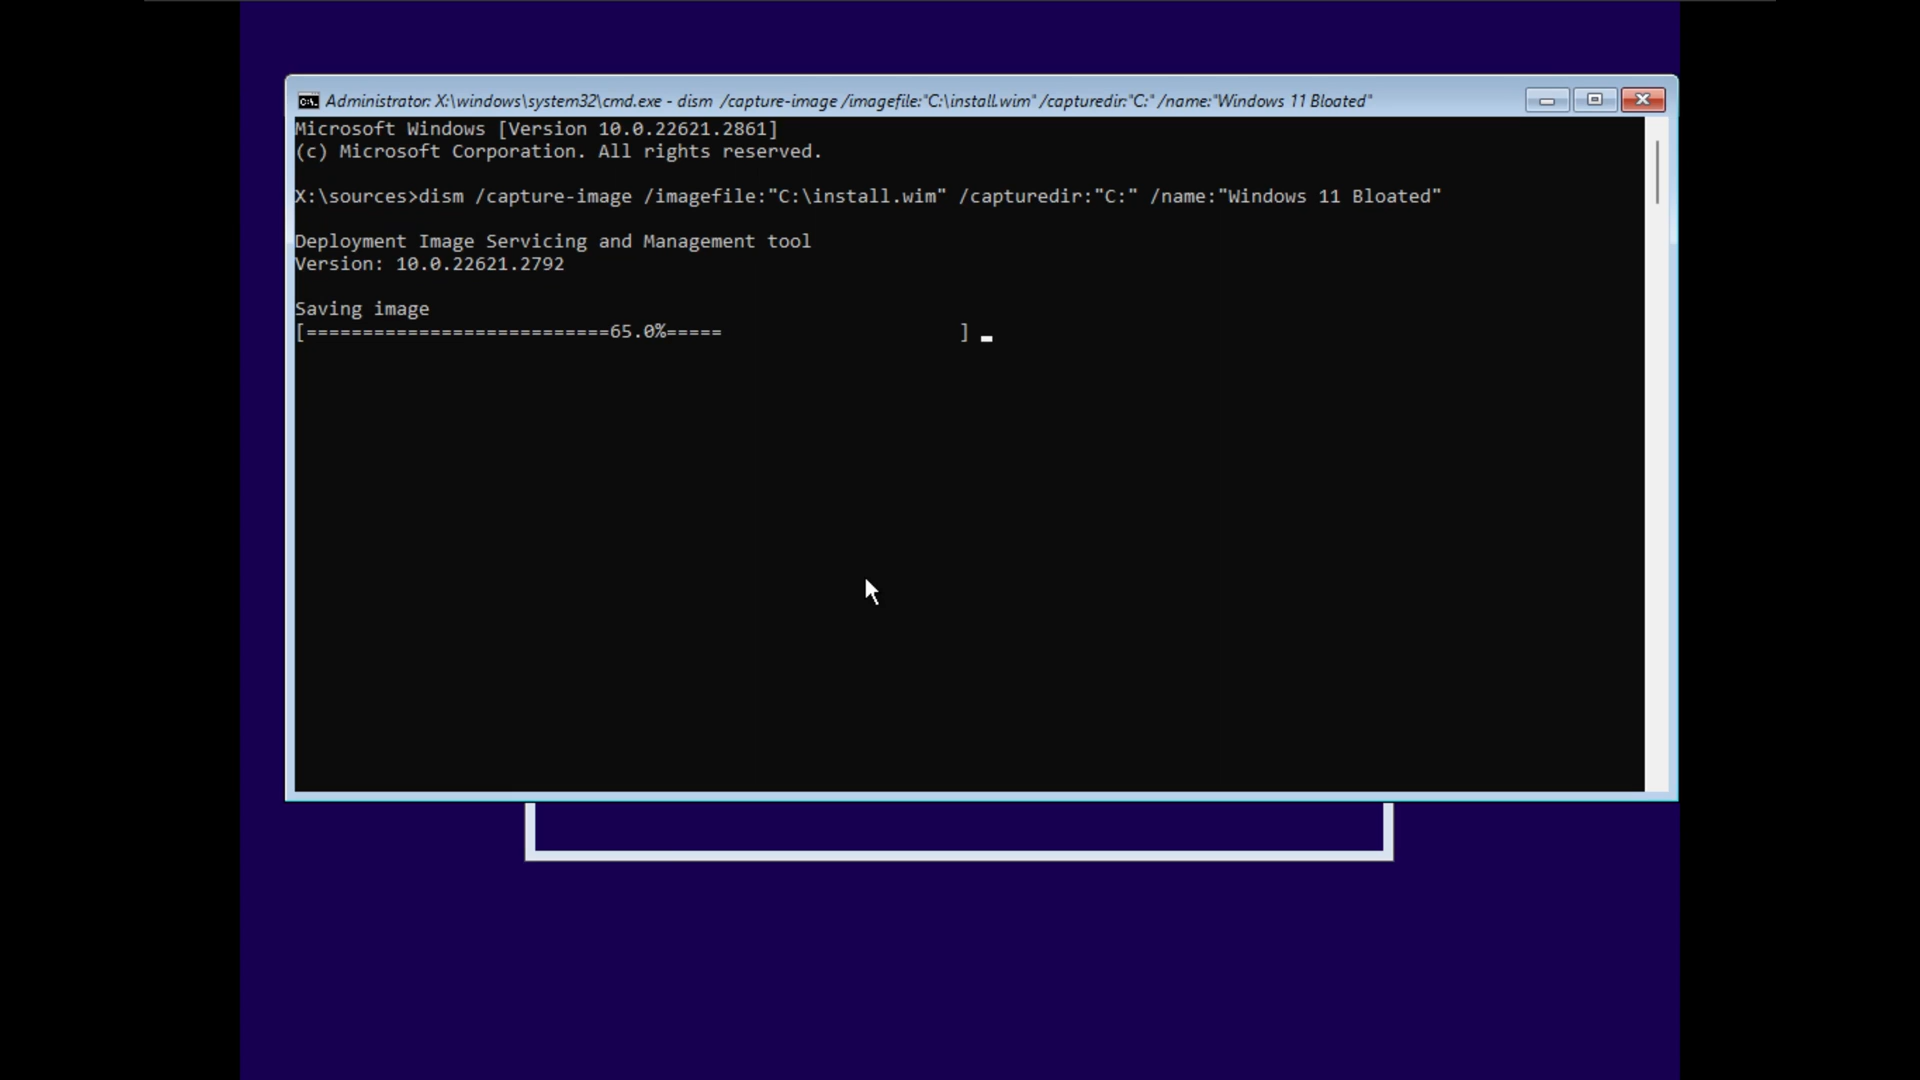 Administrator: X:\windows\system32\cmd.exe - dism  /capture-image /imagefile:"C:\install.wim" /capturedir:"C:" /name:"Windows 11 Bloated"
Microsoft Windows [Version 10.0.22621.2861]
(c) Microsoft Corporation. All rights reserved.
X:\sources>dism /capture-image /imagefile:"C:\install.wim" /capturedir:"C:" /name:"Windows 11 Bloated"
Deployment Image Servicing and Management tool
Version: 10.0.22621.2792
Saving image
[===========================65.0%=====                     ]